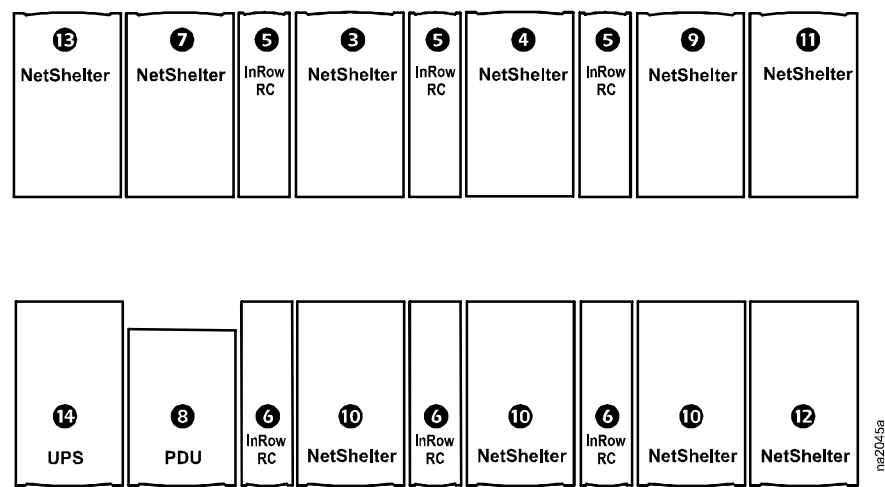 13 7 5 3 5 4 5 9 11
NetShelter NetShelter InRow RC NetShelter InRow RC NetShelter InRow RC NetShelter NetShelter
14 8 6 10 6 10 6 10 12
UPS PDU InRow RC NetShelter InRow RC NetShelter InRow RC NetShelter NetShelter
na2045a